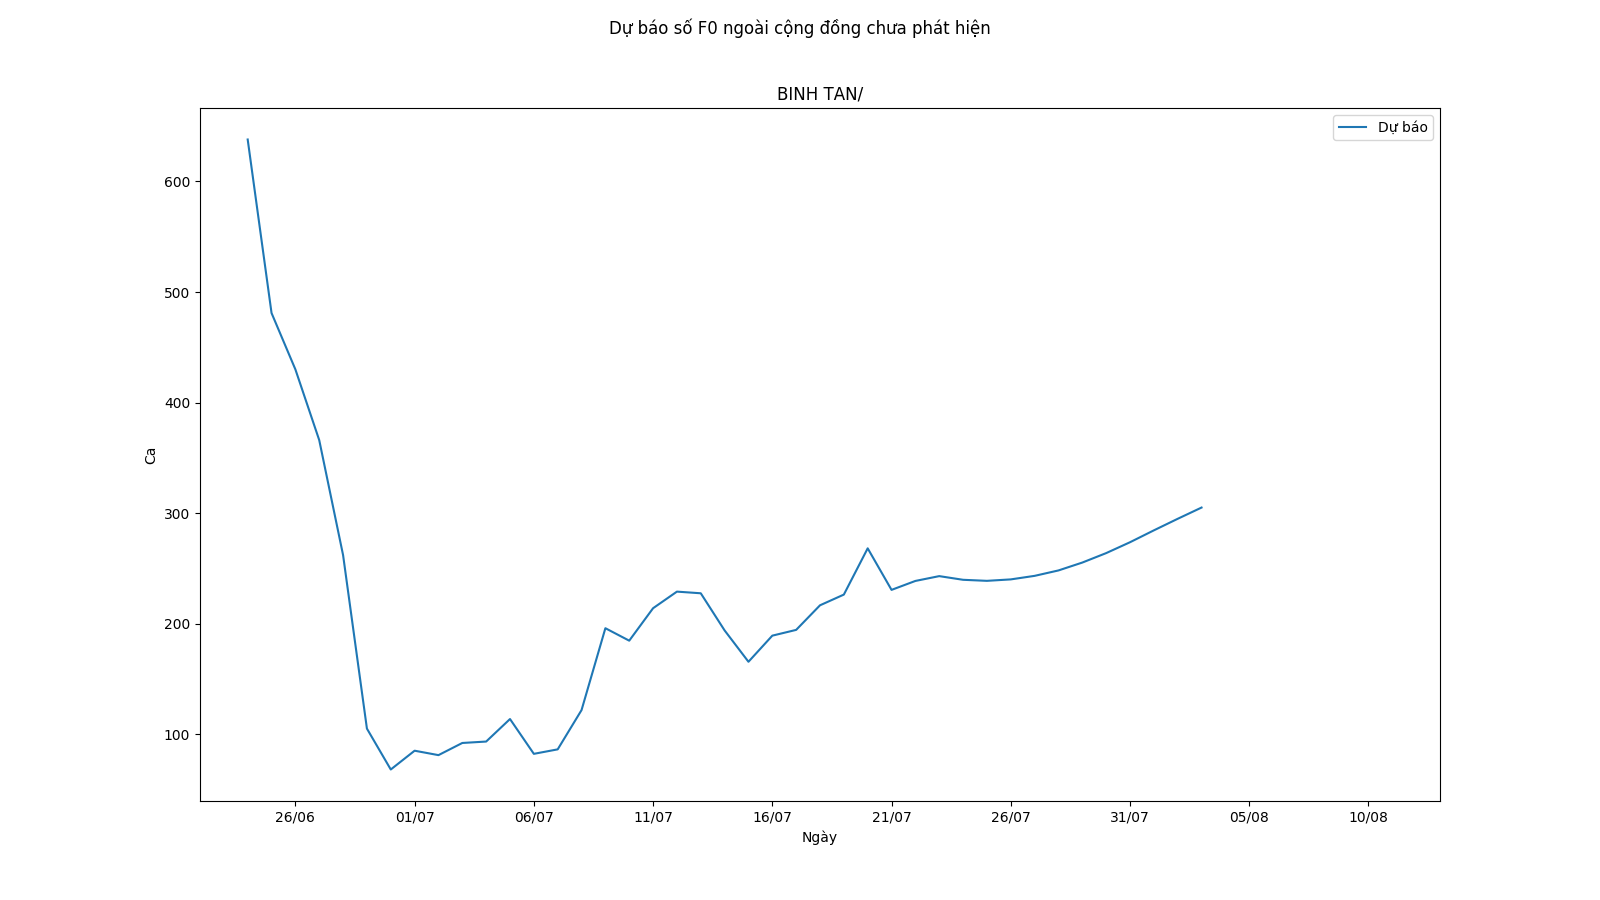 Dự báo số F0 ngoài cộng đồng chưa phát hiện
BINH TAN/
Dự báo
600
500
400
300
200
100
Ca
26/06 01/07 06/07 11/07 16/07 21/07 26/07 31/07 05/08 10/08
Ngày